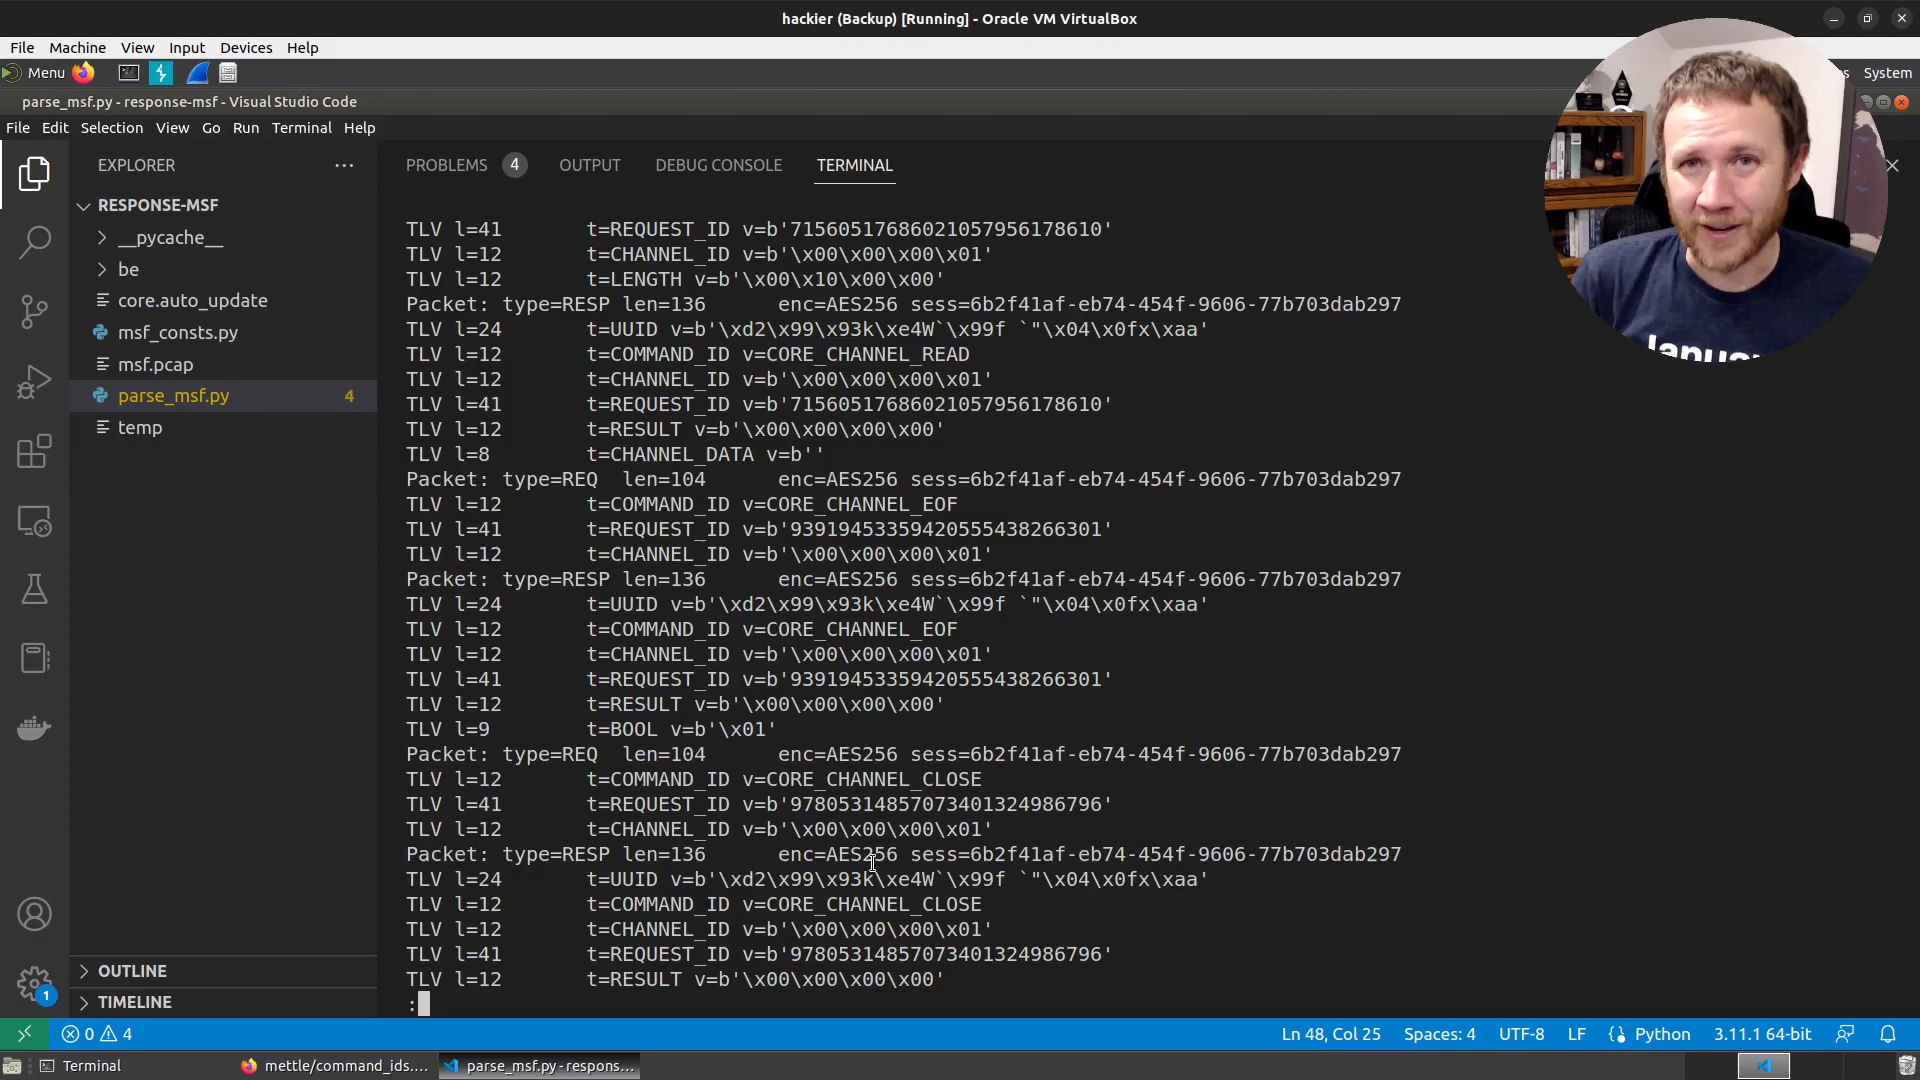 hackier (Backup) [Running] - Oracle VM VirtualBox
File Machine View Input Devices Help
Menu
System
parse_msf.py - response-msf - Visual Studio Code
File Edit Selection View Go Run Terminal Help
EXPLORER
RESPONSE-MSF
__pycache__
be
core.auto_update
msf_consts.py
msf.pcap
parse_msf.py 4
temp
OUTLINE
TIMELINE
1
PROBLEMS 4 OUTPUT DEBUG CONSOLE TERMINAL
TLV l=41 t=REQUEST_ID v=b'71560517686021057956178610'
TLV l=12 t=CHANNEL_ID v=b'\x00\x00\x00\x01'
TLV l=12 t=LENGTH v=b'\x00\x10\x00\x00'
Packet: type=RESP len=136 enc=AES256 sess=6b2f41af-eb74-454f-9606-77b703dab297
TLV l=24 t=UUID v=b'\xd2\x99\x93k\xe4W`\x99f `"\x04\x0fx\xaa'
TLV l=12 t=COMMAND_ID v=CORE_CHANNEL_READ
TLV l=12 t=CHANNEL_ID v=b'\x00\x00\x00\x01'
TLV l=41 t=REQUEST_ID v=b'71560517686021057956178610'
TLV l=12 t=RESULT v=b'\x00\x00\x00\x00'
TLV l=8 t=CHANNEL_DATA v=b''
Packet: type=REQ len=104 enc=AES256 sess=6b2f41af-eb74-454f-9606-77b703dab297
TLV l=12 t=COMMAND_ID v=CORE_CHANNEL_EOF
TLV l=41 t=REQUEST_ID v=b'93919453359420555438266301'
TLV l=12 t=CHANNEL_ID v=b'\x00\x00\x00\x01'
Packet: type=RESP len=136 enc=AES256 sess=6b2f41af-eb74-454f-9606-77b703dab297
TLV l=24 t=UUID v=b'\xd2\x99\x93k\xe4W`\x99f `"\x04\x0fx\xaa'
TLV l=12 t=COMMAND_ID v=CORE_CHANNEL_EOF
TLV l=12 t=CHANNEL_ID v=b'\x00\x00\x00\x01'
TLV l=41 t=REQUEST_ID v=b'93919453359420555438266301'
TLV l=12 t=RESULT v=b'\x00\x00\x00\x00'
TLV l=9 t=BOOL v=b'\x01'
Packet: type=REQ len=104 enc=AES256 sess=6b2f41af-eb74-454f-9606-77b703dab297
TLV l=12 t=COMMAND_ID v=CORE_CHANNEL_CLOSE
TLV l=41 t=REQUEST_ID v=b'97805314857073401324986796'
TLV l=12 t=CHANNEL_ID v=b'\x00\x00\x00\x01'
Packet: type=RESP len=136 enc=AES256 sess=6b2f41af-eb74-454f-9606-77b703dab297
TLV l=24 t=UUID v=b'\xd2\x99\x93k\xe4W`\x99f `"\x04\x0fx\xaa'
TLV l=12 t=COMMAND_ID v=CORE_CHANNEL_CLOSE
TLV l=12 t=CHANNEL_ID v=b'\x00\x00\x00\x01'
TLV l=41 t=REQUEST_ID v=b'97805314857073401324986796'
TLV l=12 t=RESULT v=b'\x00\x00\x00\x00'
:
0 4 Ln 48, Col 25 Spaces: 4 UTF-8 LF Python 3.11.1 64-bit
Terminal mettle/command_ids.... parse_msf.py - respons...